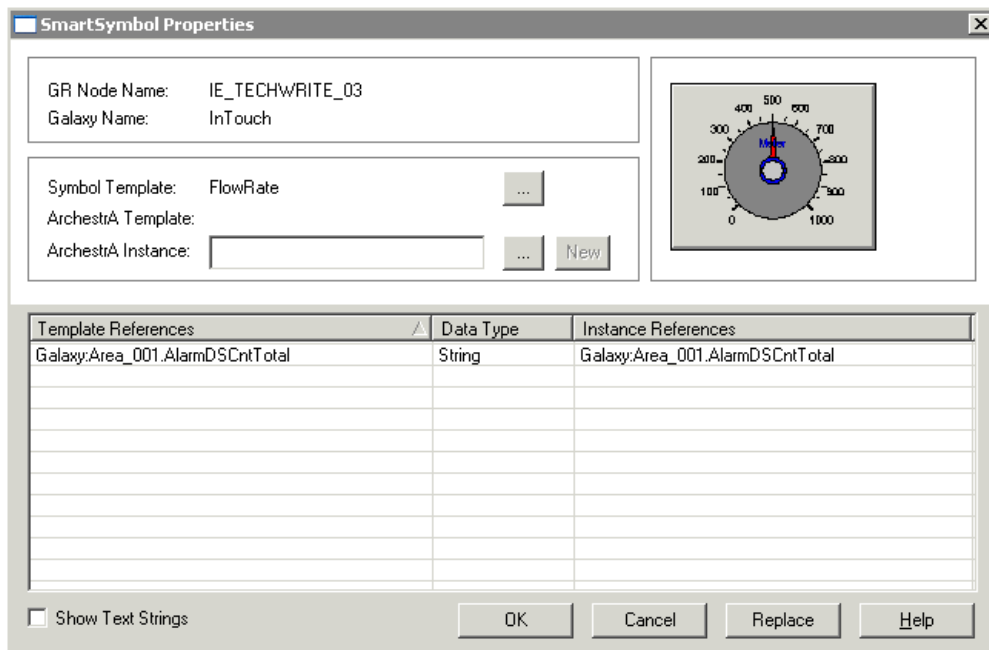 SmartSymbol Properties
GR Node Name: IE_TECHWRITE_03
Galaxy Name: InTouch
Symbol Template: FlowRate ...
ArchestrA Template:
ArchestrA Instance: ... New
500
400 600
300 700
Meter
200 800
100 900
0 1000
Template References Data Type Instance References
Galaxy:Area_001.AlarmDSCntTotal String Galaxy:Area_001.AlarmDSCntTotal
Show Text Strings OK Cancel Replace Help